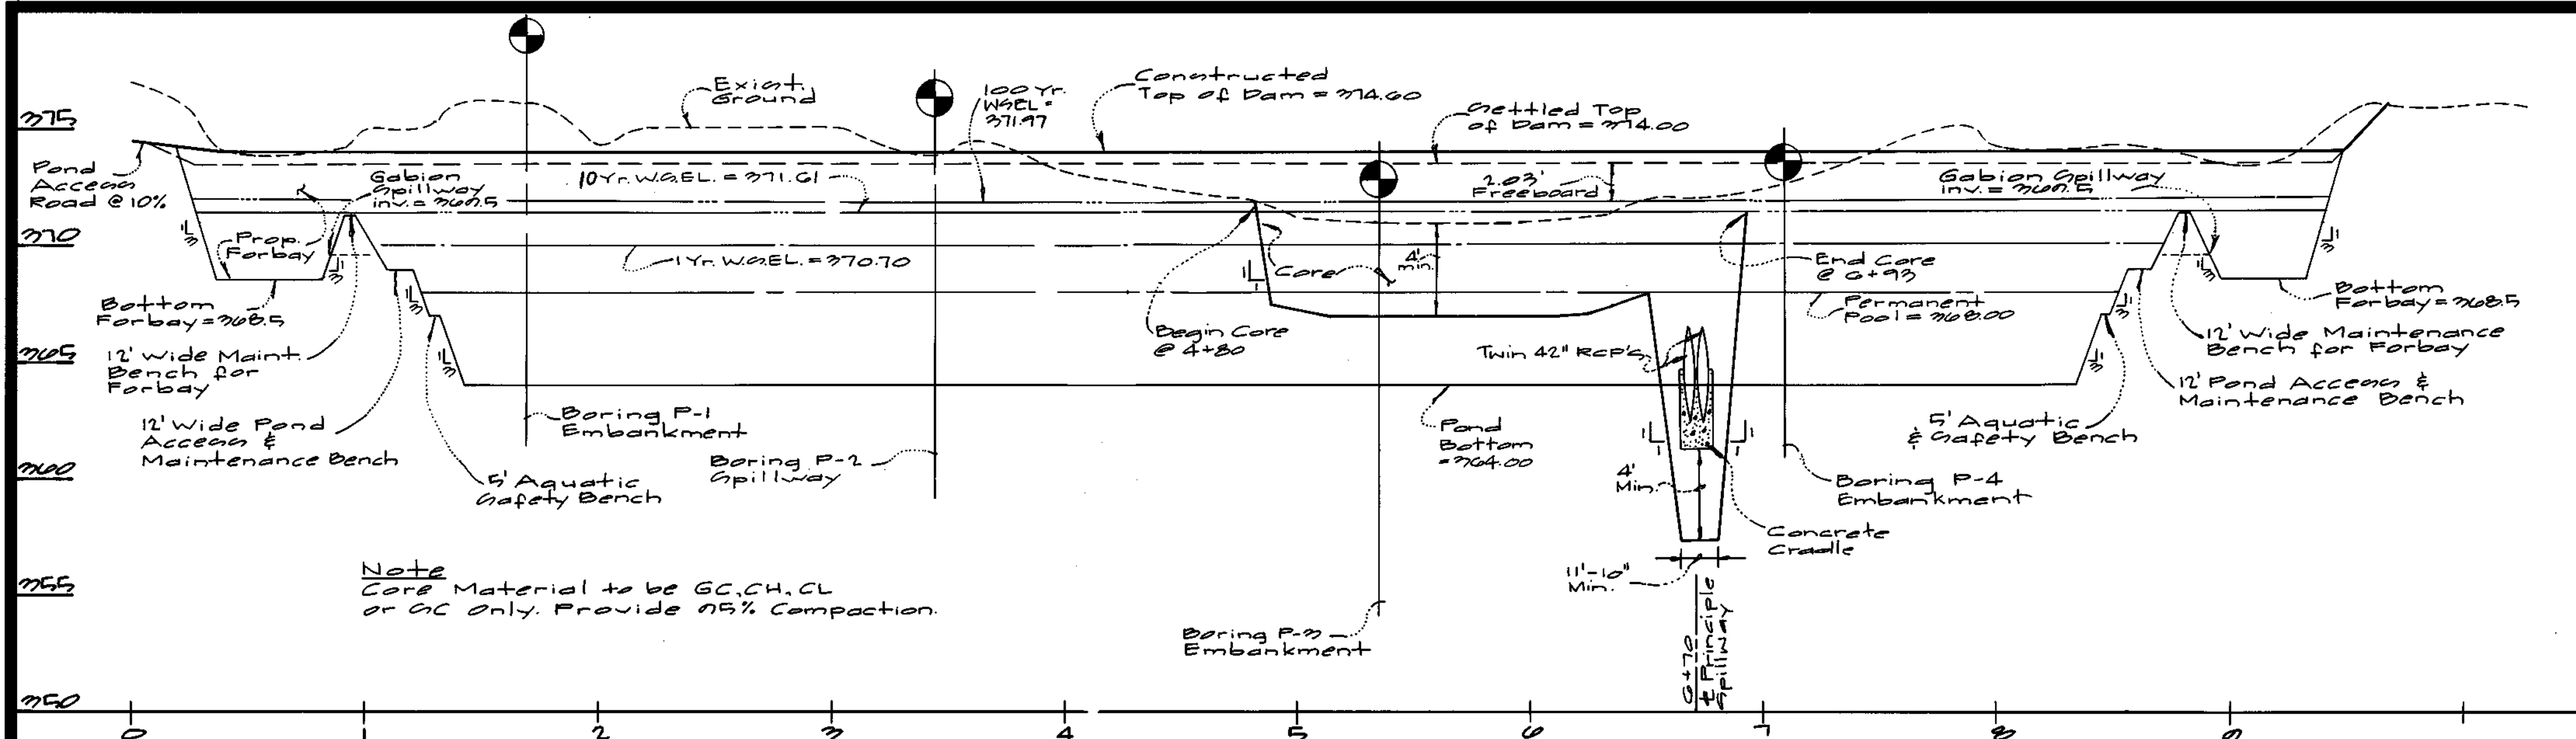 Exist.
Ground
100 Yr.
WSEL =
371.97
Constructed
Top of Dam = 374.60
Settled Top
of Dam = 374.00
375
Pond
Access
Road @ 10%
Gabion
Spillway
inv. = 369.5
10 Yr. W.S.EL. = 371.61
2.03'
Freeboard
Gabion Spillway
inv. = 369.5
370
Prop.
Forbay
1 Yr. W.S.EL. = 370.70
Core
4'
min.
End Core
@ 6+93
Bottom
Forbay = 368.5
Permanent
Pool = 368.00
Bottom
Forbay = 368.5
Begin Core
@ 4+80
365
12' Wide Maint.
Bench for
Forbay
Twin 42" RCP's
12' Wide Maintenance
Bench for Forbay
12' Pond Access &
Maintenance Bench
12' Wide Pond
Access &
Maintenance Bench
Boring P-1
Embankment
Pond
Bottom
= 364.00
5' Aquatic
& Safety Bench
360
5' Aquatic
Safety Bench
Boring P-2
Spillway
4'
Min.
Boring P-4
Embankment
Concrete
Cradle
355
Note
Core Material to be GC, CH, CL
or SC Only. Provide 95% Compaction.
11'-10"
Min.
Boring P-3
Embankment
6+70
℄ Principle
Spillway
350
0 1 2 3 4 5 6 7 8 9